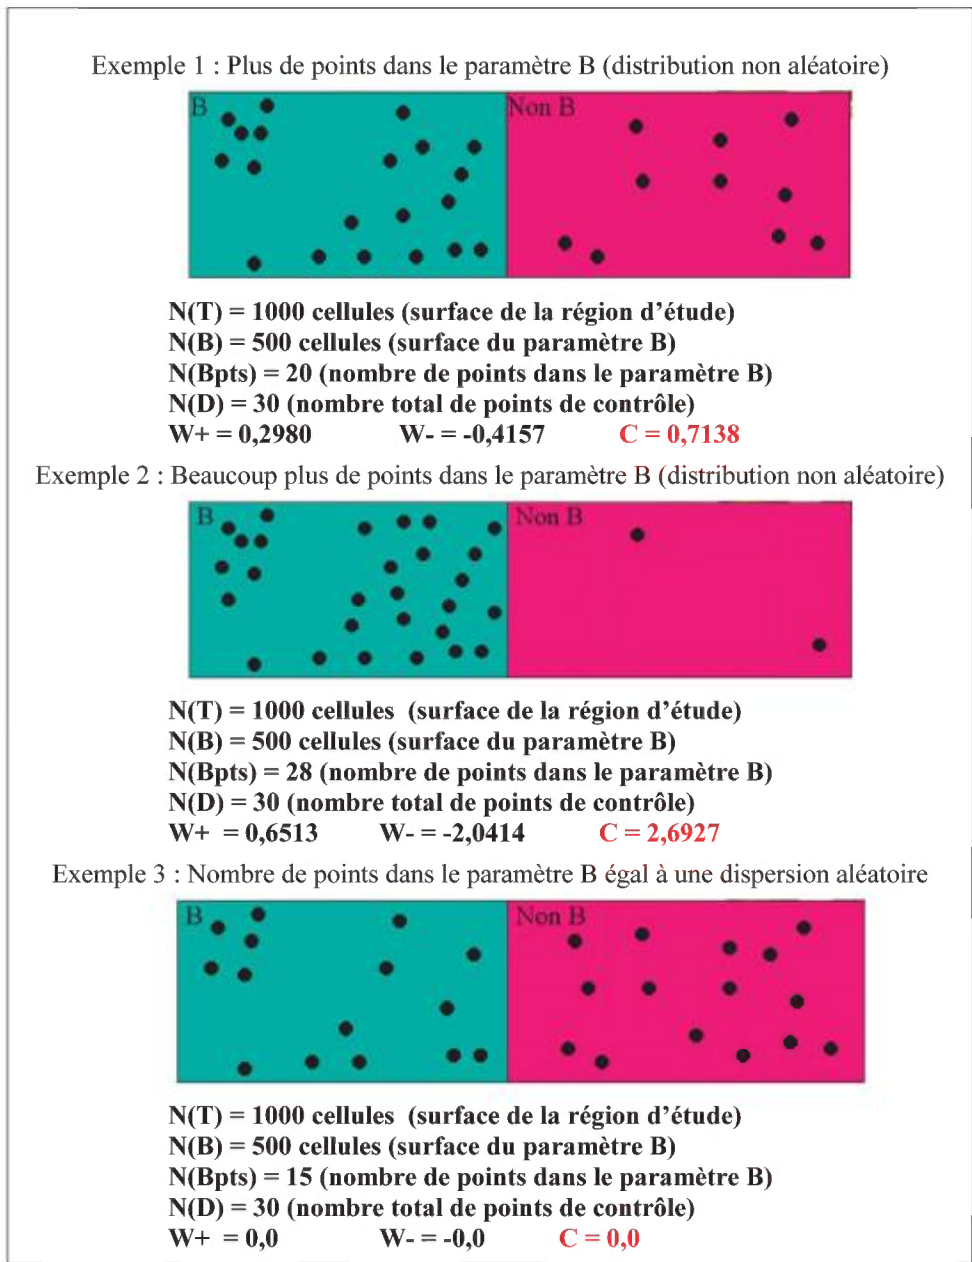 Exemple 1 : Plus de points dans le paramètre B (distribution non aléatoire)
B Non B
N(T) = 1000 cellules (surface de la région d'étude)
N(B) = 500 cellules (surface du paramètre B)
N(Bpts) = 20 (nombre de points dans le paramètre B)
N(D) = 30 (nombre total de points de contrôle)
W+ = 0,2980 W- = -0,4157 C = 0,7138
Exemple 2 : Beaucoup plus de points dans le paramètre B (distribution non aléatoire)
B Non B
N(T) = 1000 cellules (surface de la région d'étude)
N(B) = 500 cellules (surface du paramètre B)
N(Bpts) = 28 (nombre de points dans le paramètre B)
N(D) = 30 (nombre total de points de contrôle)
W+ = 0,6513 W- = -2,0414 C = 2,6927
Exemple 3 : Nombre de points dans le paramètre B égal à une dispersion aléatoire
B Non B
N(T) = 1000 cellules (surface de la région d'étude)
N(B) = 500 cellules (surface du paramètre B)
N(Bpts) = 15 (nombre de points dans le paramètre B)
N(D) = 30 (nombre total de points de contrôle)
W+ = 0,0 W- = -0,0 C = 0,0